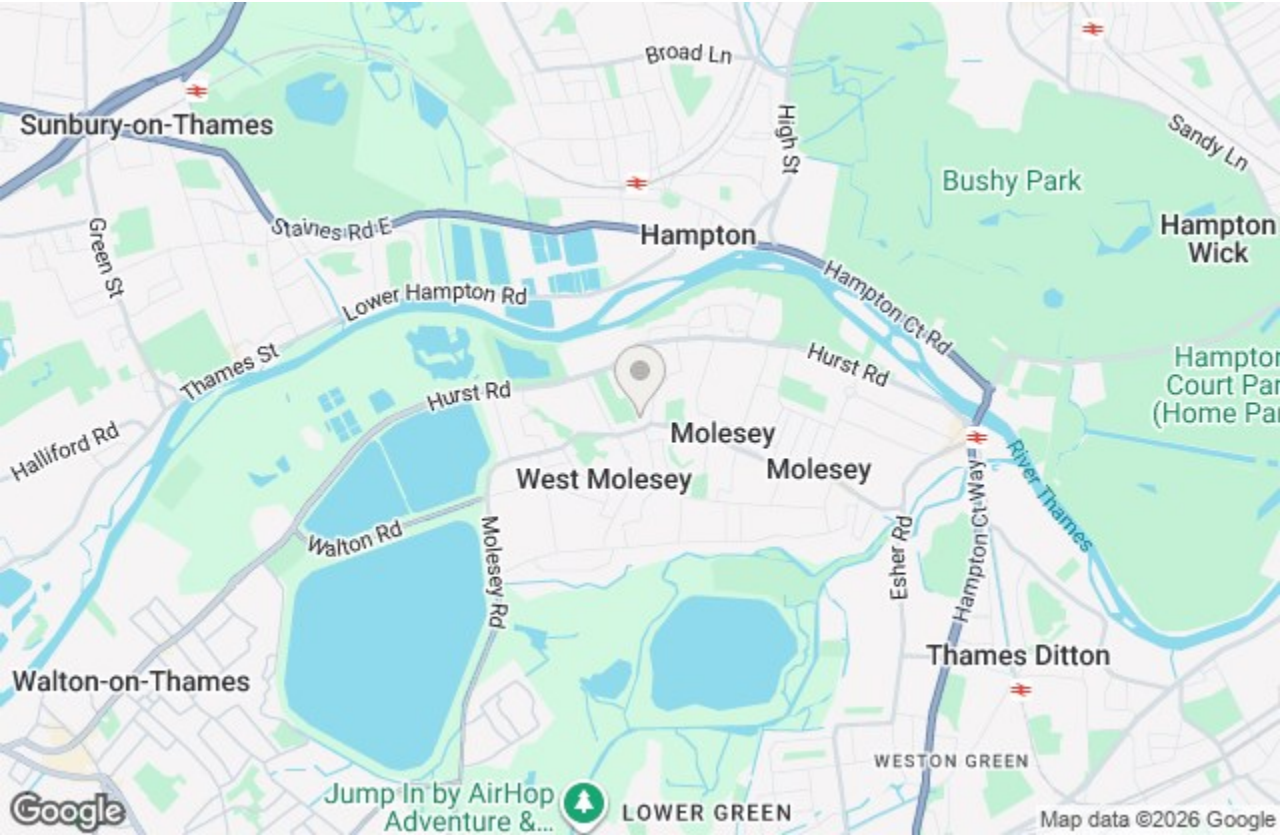 Broad Ln
High St
Sandy Ln
Sunbury-on-Thames
Bushy Park
Hampton
Wick
Green St
Staines Rd E
Hampton
Lower Hampton Rd
Hampton Ct Rd
Thames St
Hurst Rd
Hurst Rd
Hampton
Court Par
(Home Par
Halliford Rd
Molesey
Molesey
West Molesey
River Thames
Walton Rd
Molesey Rd
Esher Rd
Hampton Ct Way
Thames Ditton
Walton-on-Thames
WESTON GREEN
Jump In by AirHop
Adventure &...
LOWER GREEN
Google
Map data ©2026 Google